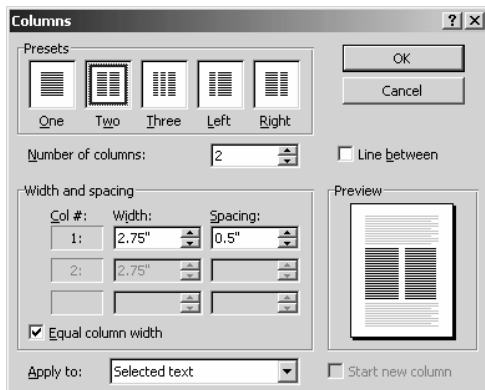 Columns
Presets
OK
Cancel
One Two Three Left Right
Number of columns: 2
Line between
Width and spacing
Col #: Width: Spacing:
1: 2.75" 0.5"
2: 2.75"
Equal column width
Preview
Apply to: Selected text
Start new column